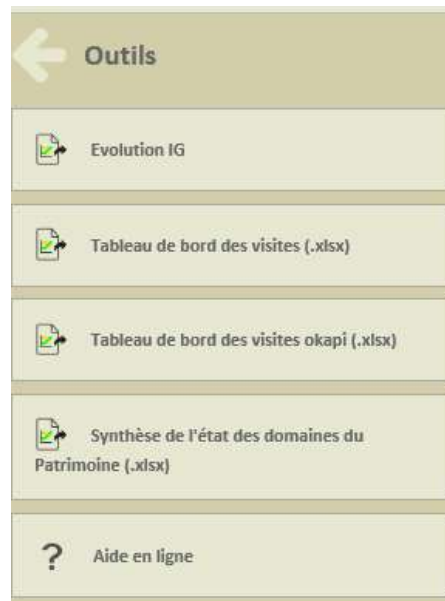 Outils
Evolution IG
Tableau de bord des visites (.xlsx)
Tableau de bord des visites okapi (.xlsx)
Synthèse de l'état des domaines du
Patrimoine (.xlsx)
? Aide en ligne